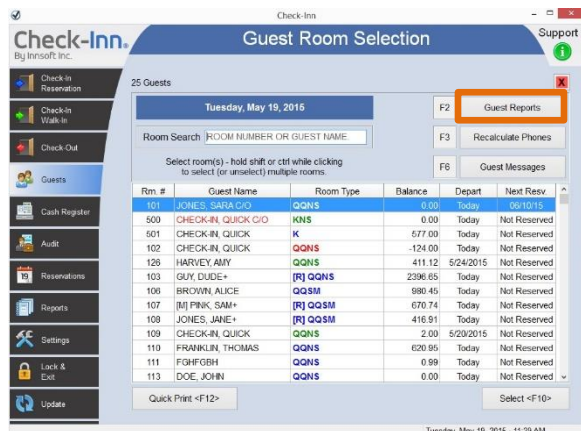 Check-Inn
Check-Inn.
By Innsoft Inc.
Guest Room Selection
Support
i
Check-In
Reservation
Check-In
Walk-In
Check-Out
Guests
Cash Register
Audit
19
Reservations
Reports
Settings
Lock &
Exit
Update
25 Guests
X
Tuesday, May 19, 2015
F2 Guest Reports
Room Search ROOM NUMBER OR GUEST NAME
F3 Recalculate Phones
Select room(s) - hold shift or ctrl while clicking
to select (or unselect) multiple rooms.
F6 Guest Messages
Rm. # Guest Name Room Type Balance Depart Next Resv.
101 JONES, SARA C/O QQNS 0.00 Today 06/10/15
500 CHECK-IN, QUICK C/O KNS 0.00 Today Not Reserved
501 CHECK-IN, QUICK K 577.00 Today Not Reserved
102 CHECK-IN, QUICK QQNS -124.00 Today Not Reserved
126 HARVEY, AMY QQNS 411.12 5/24/2015 Not Reserved
103 GUY, DUDE+ [R] QQNS 2396.65 Today Not Reserved
106 BROWN, ALICE QQSM 980.45 Today Not Reserved
107 [M] PINK, SAM+ [R] QQSM 670.74 Today Not Reserved
108 JONES, JANE+ [R] QQSM 416.91 Today Not Reserved
109 CHECK-IN, QUICK QQNS 2.00 5/20/2015 Not Reserved
110 FRANKLIN, THOMAS QQNS 620.95 Today Not Reserved
111 FGHFGBH QQNS 0.99 Today Not Reserved
113 DOE, JOHN QQNS 0.00 Today Not Reserved
Quick Print <F12>
Select <F10>
Tuesday, May 19, 2015 - 11:29 AM